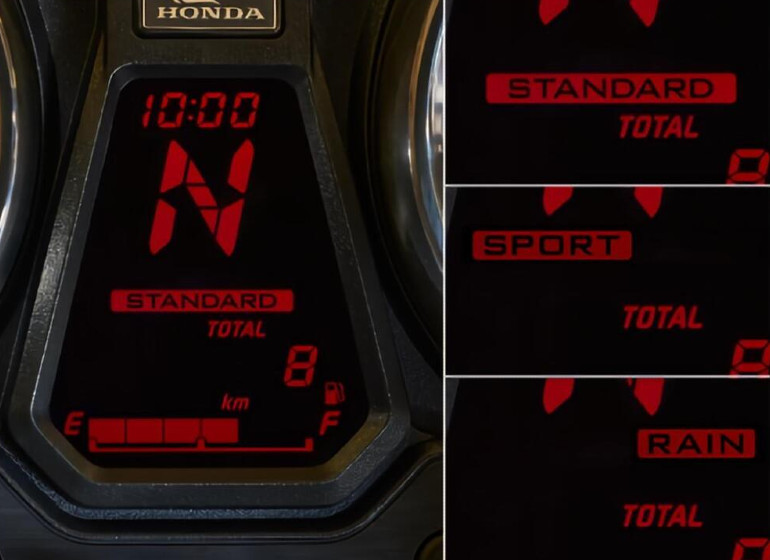 HONDA
10:00
N
STANDARD
TOTAL
8
km
E F
STANDARD
TOTAL
SPORT
TOTAL
RAIN
TOTAL